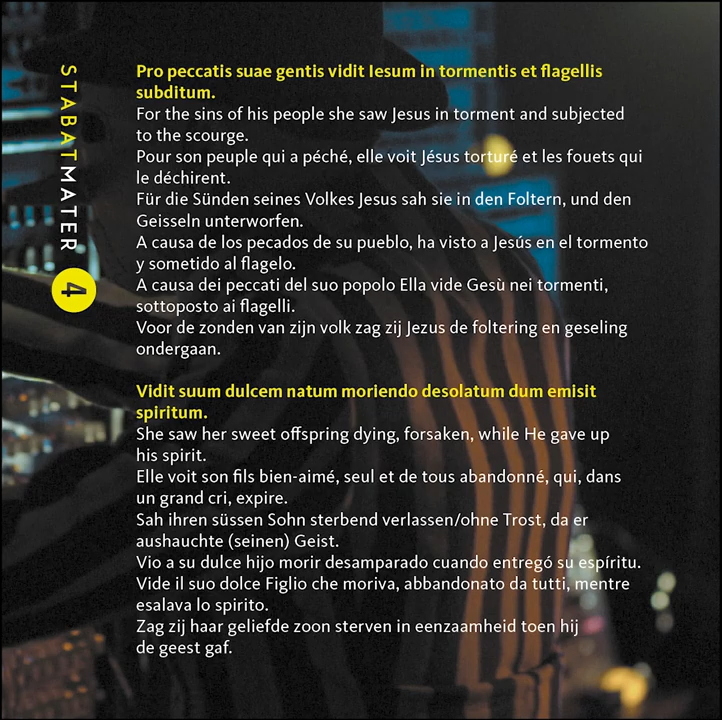 STABATMATER
4
Pro peccatis suae gentis vidit Iesum in tormentis et flagellis
subditum.
For the sins of his people she saw Jesus in torment and subjected
to the scourge.
Pour son peuple qui a péché, elle voit Jésus torturé et les fouets qui
le déchirent.
Für die Sünden seines Volkes Jesus sah sie in den Foltern, und den
Geisseln unterworfen.
A causa de los pecados de su pueblo, ha visto a Jesús en el tormento
y sometido al flagelo.
A causa dei peccati del suo popolo Ella vide Gesù nei tormenti,
sottoposto ai flagelli.
Voor de zonden van zijn volk zag zij Jezus de foltering en geseling
ondergaan.
Vidit suum dulcem natum moriendo desolatum dum emisit
spiritum.
She saw her sweet offspring dying, forsaken, while He gave up
his spirit.
Elle voit son fils bien-aimé, seul et de tous abandonné, qui, dans
un grand cri, expire.
Sah ihren süssen Sohn sterbend verlassen/ohne Trost, da er
aushauchte (seinen) Geist.
Vio a su dulce hijo morir desamparado cuando entregó su espíritu.
Vide il suo dolce Figlio che moriva, abbandonato da tutti, mentre
esalava lo spirito.
Zag zij haar geliefde zoon sterven in eenzaamheid toen hij
de geest gaf.